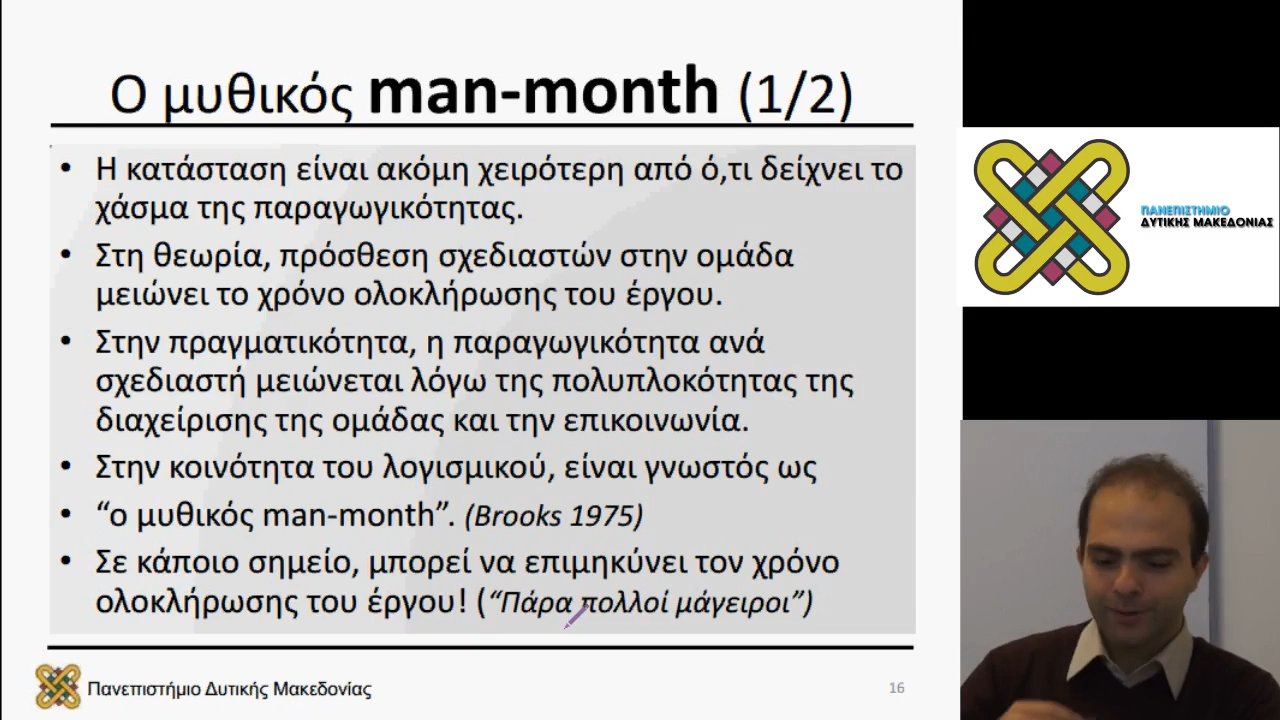 Ο μυθικός man-month (1/2)
• Η κατάσταση είναι ακόμη χειρότερη από ό,τι δείχνει το
χάσμα της παραγωγικότητας.
• Στη θεωρία, πρόσθεση σχεδιαστών στην ομάδα
μειώνει το χρόνο ολοκλήρωσης του έργου.
• Στην πραγματικότητα, η παραγωγικότητα ανά
σχεδιαστή μειώνεται λόγω της πολυπλοκότητας της
διαχείρισης της ομάδας και την επικοινωνία.
• Στην κοινότητα του λογισμικού, είναι γνωστός ως
• “ο μυθικός man-month”. (Brooks 1975)
• Σε κάποιο σημείο, μπορεί να επιμηκύνει τον χρόνο
ολοκλήρωσης του έργου! (“Πάρα πολλοί μάγειροι”)
Πανεπιστήμιο Δυτικής Μακεδονίας
16
ΠΑΝΕΠΙΣΤΗΜΙΟ
ΔΥΤΙΚΗΣ ΜΑΚΕΔΟΝΙΑΣ